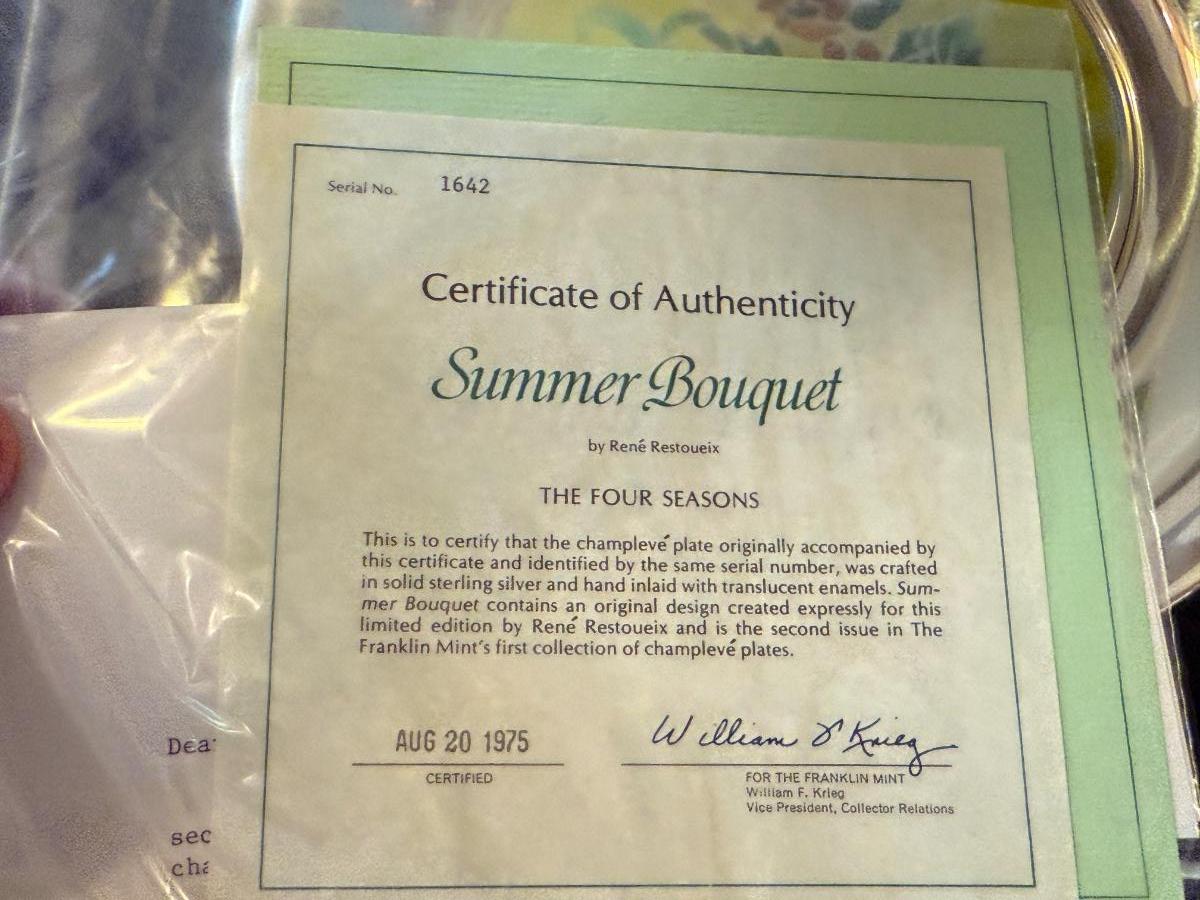 Serial No. 1642
Certificate of Authenticity
Summer Bouquet
by René Restoueix
THE FOUR SEASONS
This is to certify that the champlevé plate originally accompanied by
this certificate and identified by the same serial number, was crafted
in solid sterling silver and hand inlaid with translucent enamels. Sum-
mer Bouquet contains an original design created expressly for this
limited edition by René Restoueix and is the second issue in The
Franklin Mint's first collection of champlevé plates.
AUG 20 1975
CERTIFIED
William F Krieg
FOR THE FRANKLIN MINT
William F. Krieg
Vice President, Collector Relations
Dea
sec
cha